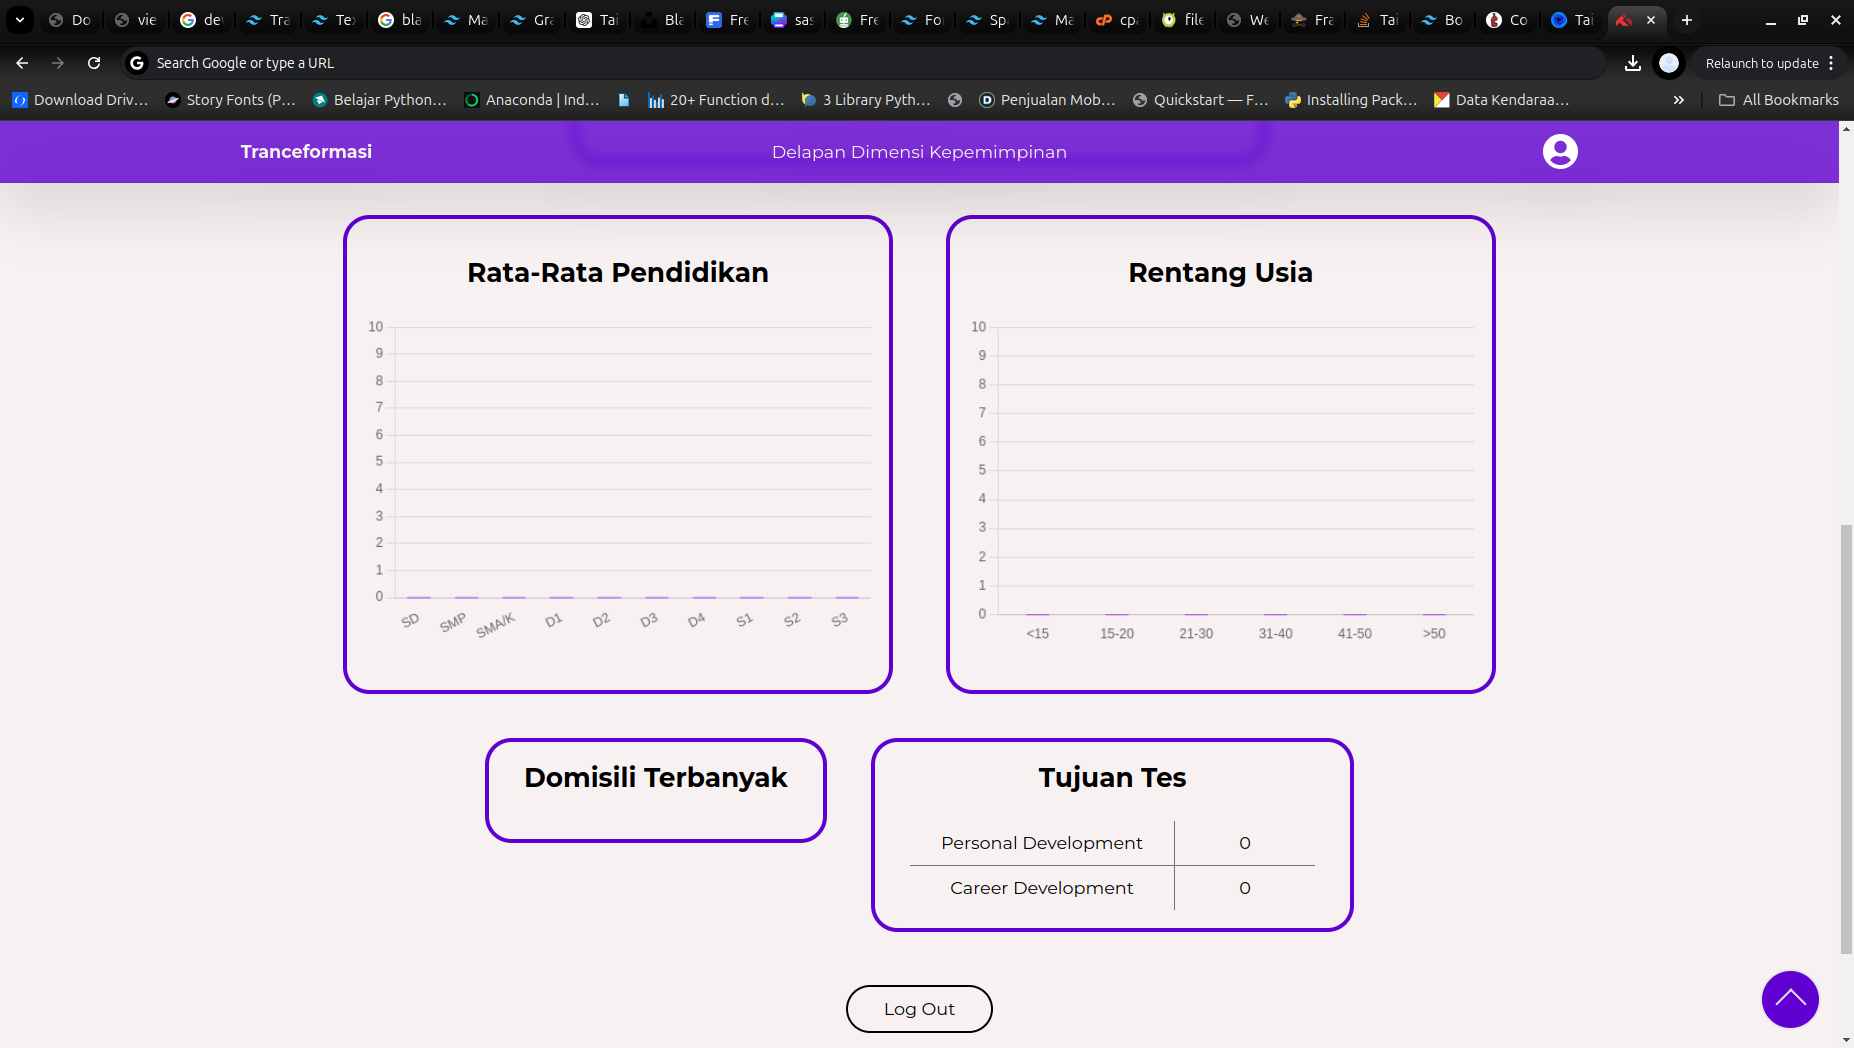 Do
vie
de
Tra
Te
bla
Ma
Gra
Tai
Bla
Fre
sas
Fre
Fo
Sp
Ma
cp
file
We
Fra
Tai
Bo
Co
Tai
Search Google or type a URL
Relaunch to update
Download Driv...
Story Fonts (P...
Belajar Python...
Anaconda | Ind...
20+ Function d...
3 Library Pyth...
Penjualan Mob...
Quickstart — F...
Installing Pack...
Data Kendaraa...
All Bookmarks
Tranceformasi
Delapan Dimensi Kepemimpinan
Rata-Rata Pendidikan
10
9
8
7
6
5
4
3
2
1
0
SD SMP SMA/K D1 D2 D3 D4 S1 S2 S3
Rentang Usia
10
9
8
7
6
5
4
3
2
1
0
<15 15-20 21-30 31-40 41-50 >50
Domisili Terbanyak
Tujuan Tes
Personal Development 0
Career Development 0
Log Out